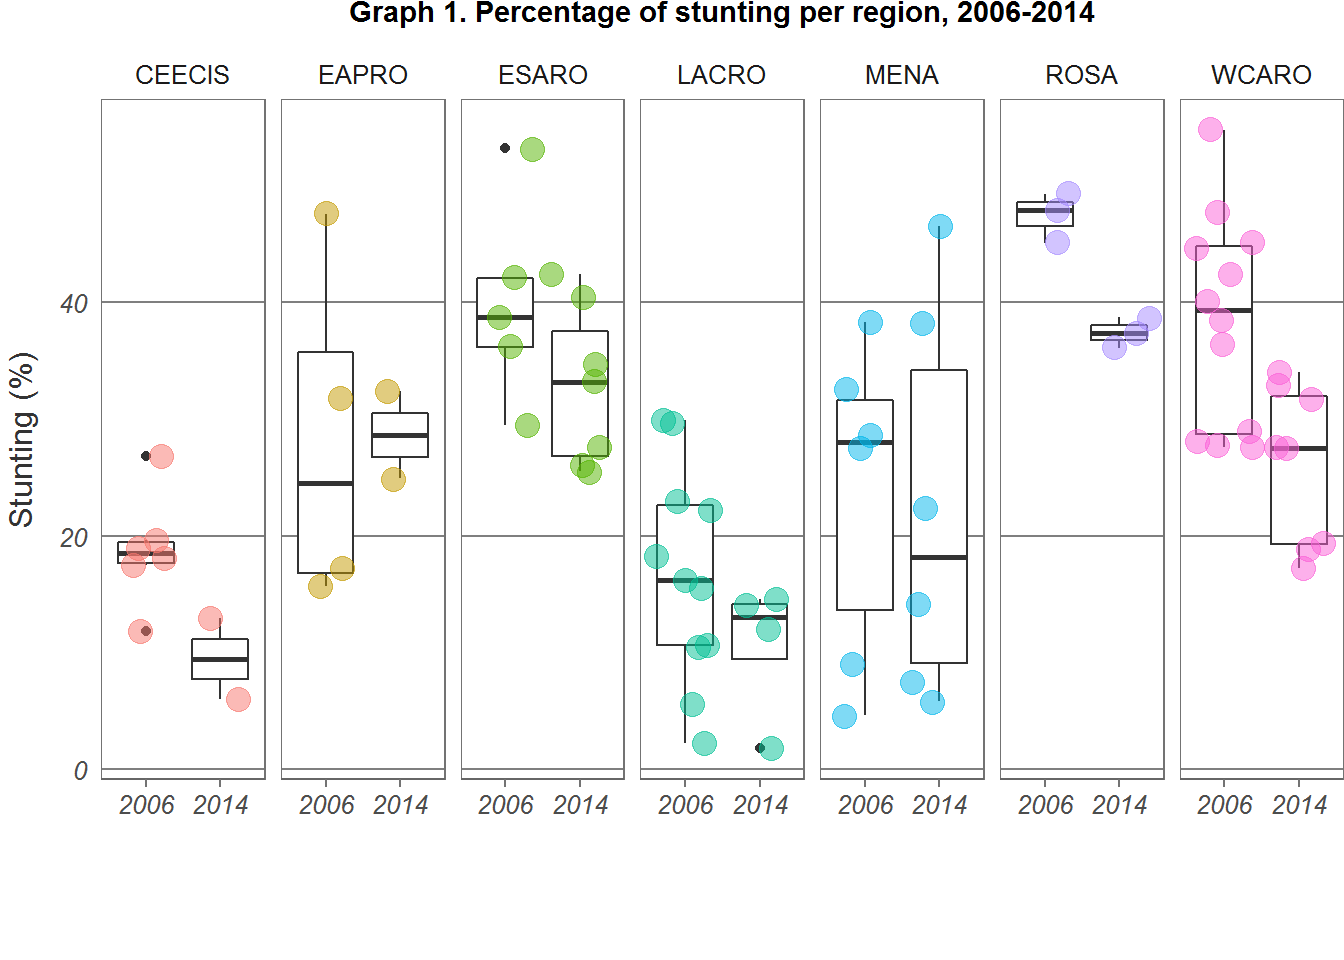 Graph 1. Percentage of stunting per region, 2006-2014
CEECIS EAPRO ESARO LACRO MENA ROSA WCARO
Stunting (%)
40
20
0
2006 2014 2006 2014 2006 2014 2006 2014 2006 2014 2006 2014 2006 2014